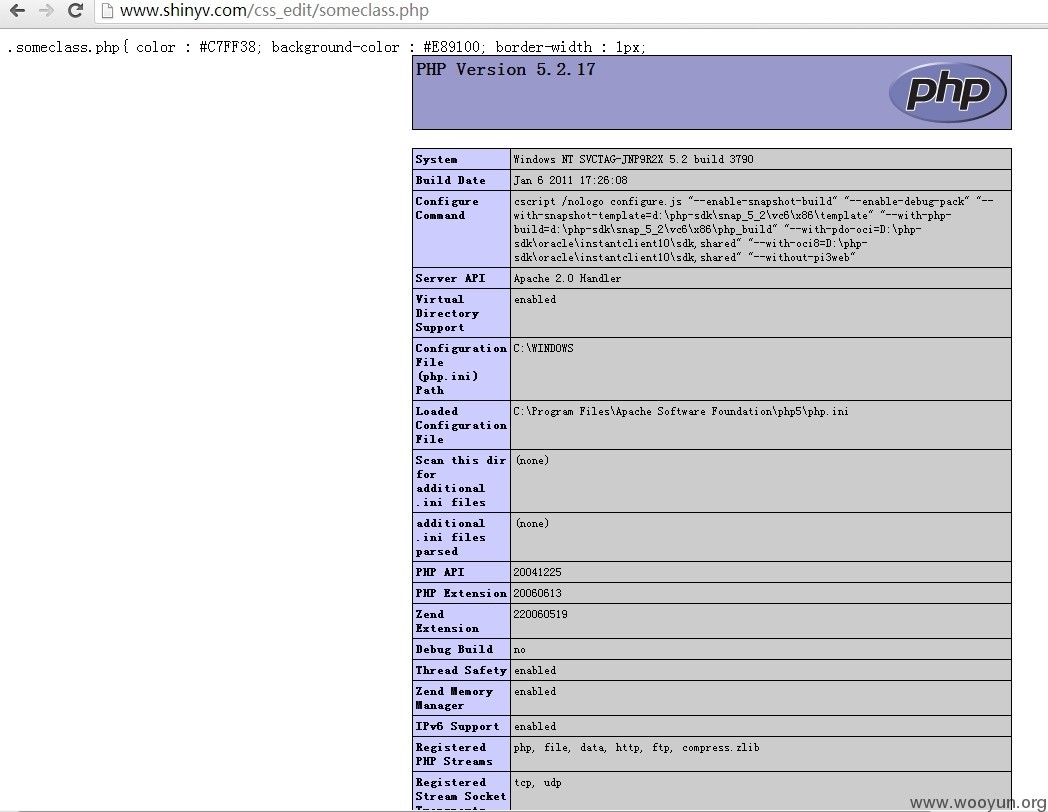 www.shinyv.com/css_edit/someclass.php
.someclass.php{ color : #C7FF38; background-color : #E89100; border-width : 1px;
PHP Version 5.2.17
php
System Windows NT SVCTAG-JNP9R2X 5.2 build 3790
Build Date Jan 6 2011 17:26:08
Configure Command cscript /nologo configure.js "--enable-snapshot-build" "--enable-debug-pack" "--
with-snapshot-template=d:\php-sdk\snap_5_2\vc6\x86\template" "--with-php-
build=d:\php-sdk\snap_5_2\vc6\x86\php_build" "--with-pdo-oci=D:\php-
sdk\oracle\instantclient10\sdk,shared" "--with-oci8=D:\php-
sdk\oracle\instantclient10\sdk,shared" "--without-pi3web"
Server API Apache 2.0 Handler
Virtual Directory Support enabled
Configuration File (php.ini) Path C:\WINDOWS
Loaded Configuration File C:\Program Files\Apache Software Foundation\php5\php.ini
Scan this dir for additional .ini files (none)
additional .ini files parsed (none)
PHP API 20041225
PHP Extension 20060613
Zend Extension 220060519
Debug Build no
Thread Safety enabled
Zend Memory Manager enabled
IPv6 Support enabled
Registered PHP Streams php, file, data, http, ftp, compress.zlib
Registered Stream Socket tcp, udp
www.wooyun.org